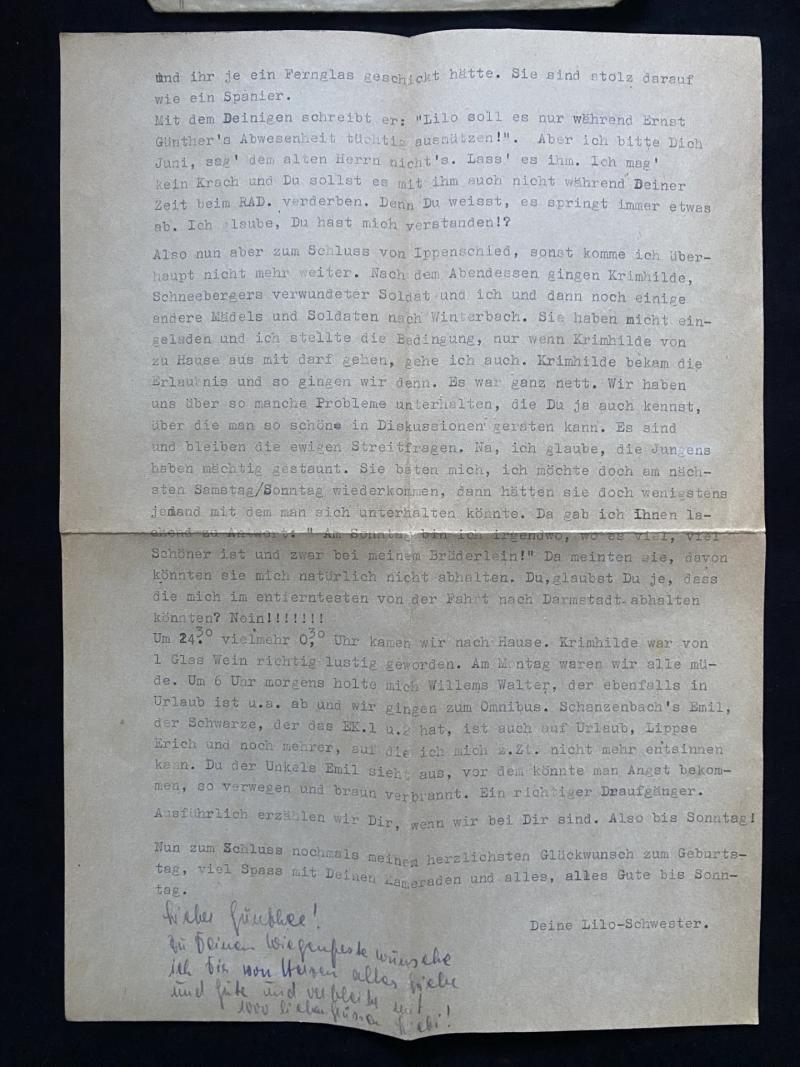 und ihr je ein Fernglas geschickt hätte. Sie sind stolz darauf
wie ein Spanier.
Mit dem Deinigen schreibt er: "Lilo soll es nur während Ernst
Günther's Abwesenheit tüchtig ausnützen!". Aber ich bitte Dich
Juni, sag' dem alten Herrn nicht's. Lass' es ihm. Ich mag'
kein Krach und Du sollst es mit ihm auch nicht während Deiner
Zeit beim RAD. verderben. Denn Du weisst, es springt immer etwas
ab. Ich glaube, Du hast mich verstanden!?
Also nun aber zum Schluss von Ippenschied, sonst komme ich über-
haupt nicht mehr weiter. Nach dem Abendessen gingen Krimhilde,
Schneebergers verwundeter Soldat und ich und dann noch einige
andere Mädels und Soldaten nach Winterbach. Sie haben micht ein-
geladen und ich stellte die Bedingung, nur wenn Krimhilde von
zu Hause aus mit darf gehen, gehe ich auch. Krimhilde bekam die
Erlaubnis und so gingen wir denn. Es war ganz nett. Wir haben
uns über so manche Probleme unterhalten, die Du ja auch kennst,
über die man so schöne in Diskussionen geraten kann. Es sind
und bleiben die ewigen Streitfragen. Na, ich glaube, die Jungens
haben mächtig gestaunt. Sie baten mich, ich möchte doch am näch-
sten Samstag/Sonntag wiederkommen, dann hätten sie doch wenigstens
jemand mit dem man sich unterhalten könnte. Da gab ich Ihnen la-
chend zu Antwort: " Am Sonntag bin ich irgendwo, wo es viel, viel
Schöner ist und zwar bei meinem Brüderlein!" Da meinten sie, davon
könnten sie mich natürlich nicht abhalten. Du,glaubst Du je, dass
die mich im entferntesten von der Fahrt nach Darmstadt abhalten
könnten? Nein!!!!!!!
Um 24.30 vielmehr 0,30 Uhr kamen wir nach Hause. Krimhilde war von
1 Glas Wein richtig lustig geworden. Am Montag waren wir alle mü-
de. Um 6 Uhr morgens holte mich Willems Walter, der ebenfalls in
Urlaub ist u.s. ab und wir gingen zum Omnibus. Schanzenbach's Emil,
der Schwarze, der das EK.1 u.2 hat, ist auch auf Urlaub, Lippse
Erich und noch mehrer, auf die ich mich z.Zt. nicht mehr entsinnen
kann. Du der Unkels Emil sieht aus, vor dem könnte man Angst bekom-
men, so verwegen und braun verbrannt. Ein richtiger Draufgänger.
Ausführlich erzählen wir Dir, wenn wir bei Dir sind. Also bis Sonntag!
Nun zum Schluss nochmals meinen herzlichsten Glückwunsch zum Geburts-
tag, viel Spass mit Deinen Kameraden und alles, alles Gute bis Sonn-
tag.
Deine Lilo-Schwester.
Lieber Günther!
Zu Deinem Wiegenfeste wünsche
ich Dir von Herzen alles Liebe
und Gute und verbleibe mit
1000 lieben Grüssen